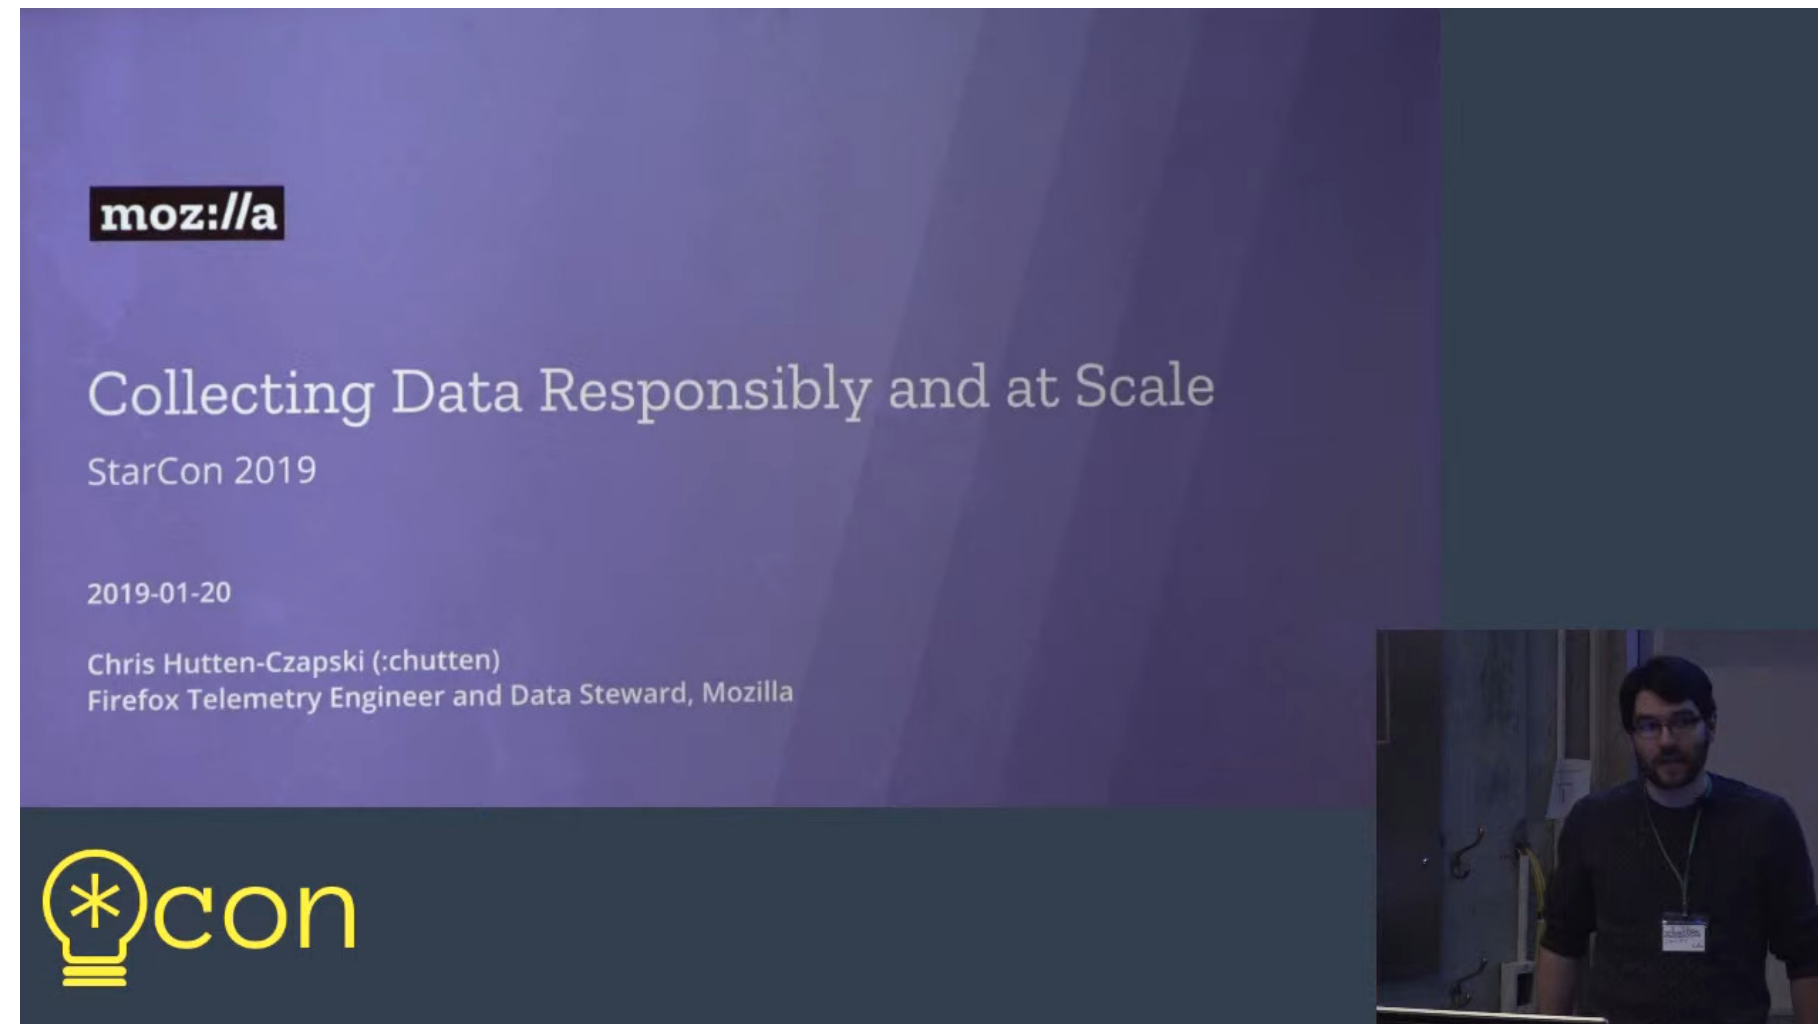 moz://a
Collecting Data Responsibly and at Scale
StarCon 2019
2019-01-20
Chris Hutten-Czapski (:chutten)
Firefox Telemetry Engineer and Data Steward, Mozilla
*con